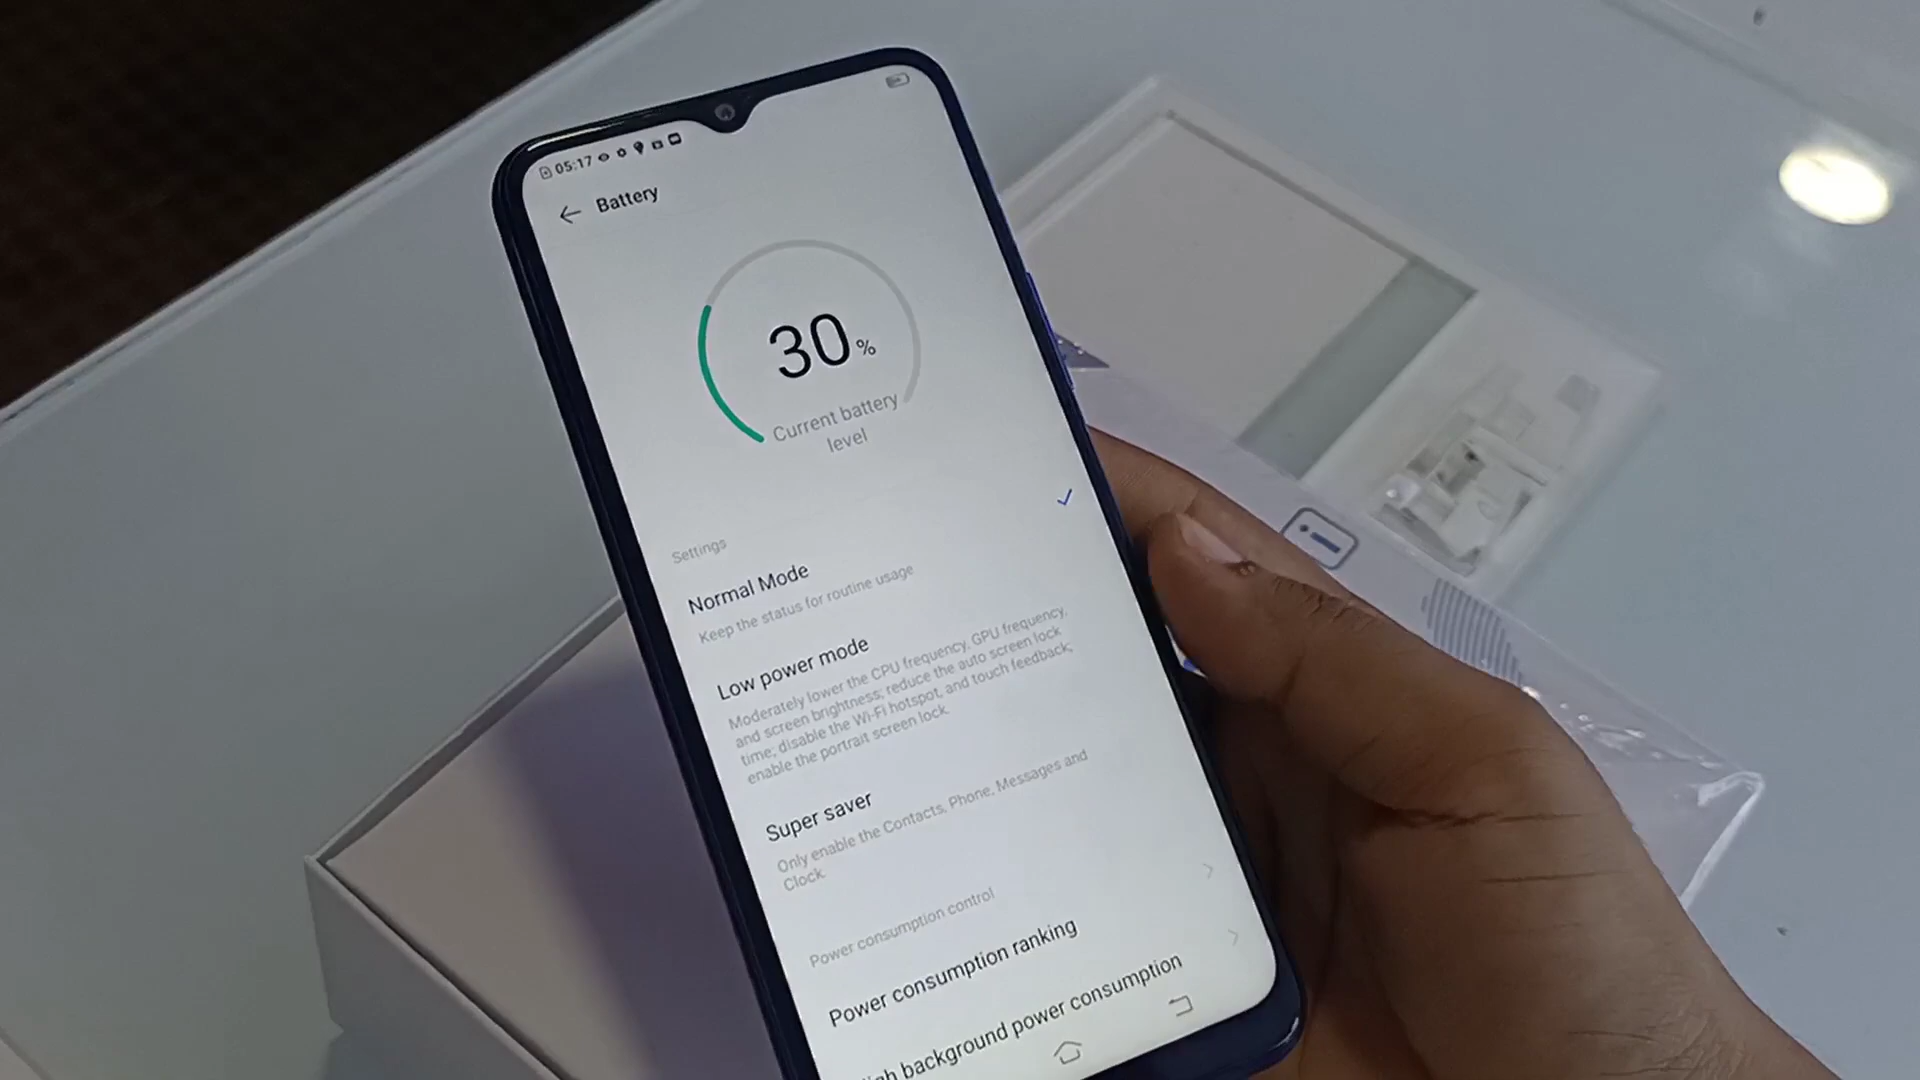 05:17
Battery
30%
Current battery
level
Settings
Normal Mode
Keep the status for routine usage
Low power mode
Moderately lower the CPU frequency, GPU frequency,
and screen brightness; reduce the auto screen lock
time; disable the Wi-Fi hotspot, and touch feedback;
enable the portrait screen lock.
Super saver
Only enable the Contacts, Phone, Messages and
Clock.
Power consumption control
Power consumption ranking
background power consumption
i